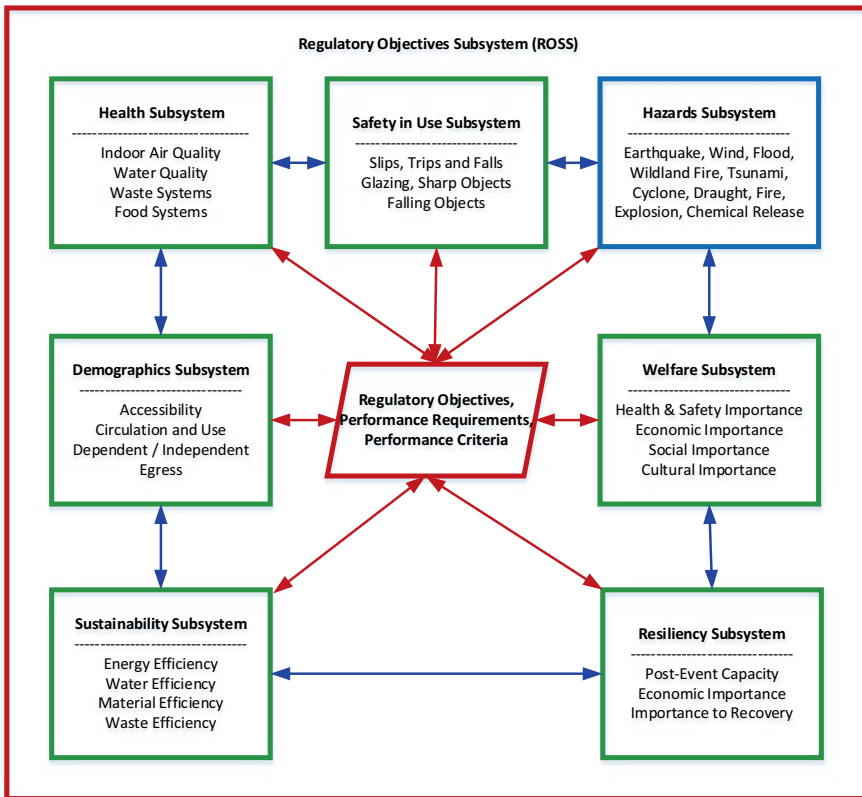 Regulatory Objectives Subsystem (ROSS)
Health Subsystem
Indoor Air Quality
Water Quality
Waste Systems
Food Systems
Safety in Use Subsystem
Slips, Trips and Falls
Glazing, Sharp Objects
Falling Objects
Hazards Subsystem
Earthquake, Wind, Flood,
Wildland Fire, Tsunami,
Cyclone, Draught, Fire,
Explosion, Chemical Release
Demographics Subsystem
Accessibility
Circulation and Use
Dependent / Independent
Egress
Regulatory Objectives,
Performance Requirements,
Performance Criteria
Welfare Subsystem
Health & Safety Importance
Economic Importance
Social Importance
Cultural Importance
Sustainability Subsystem
Energy Efficiency
Water Efficiency
Material Efficiency
Waste Efficiency
Resiliency Subsystem
Post-Event Capacity
Economic Importance
Importance to Recovery